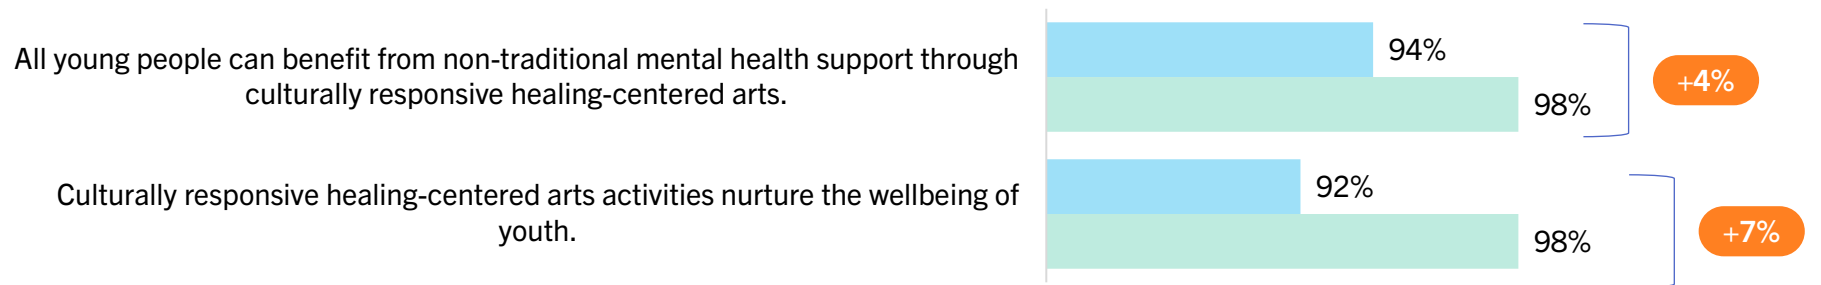 All young people can benefit from non-traditional mental health support through
culturally responsive healing-centered arts.
94%
98%
+4%
Culturally responsive healing-centered arts activities nurture the wellbeing of
youth.
92%
98%
+7%